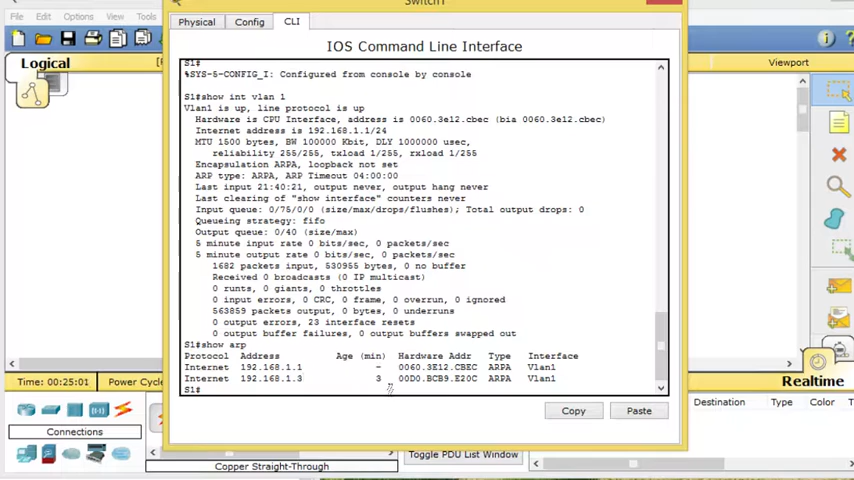 Switch1
File Edit View Tools
Physical Config CLI
Logical
Viewport
IOS Command Line Interface
S1#
%SYS-5-CONFIG_I: Configured from console by console
S1#show int vlan 1
Vlan1 is up, line protocol is up
Hardware is CPU Interface, address is 0060.3e12.cbec (bia 0060.3e12.cbec)
Internet address is 192.168.1.1/24
MTU 1500 bytes, BW 100000 Kbit, DLY 1000000 usec,
reliability 255/255, txload 1/255, rxload 1/255
Encapsulation ARPA, loopback not set
ARP type: ARPA, ARP Timeout 04:00:00
Last input 21:40:21, output never, output hang never
Last clearing of "show interface" counters never
Input queue: 0/75/0/0 (size/max/drops/flushes); Total output drops: 0
Queueing strategy: fifo
Output queue: 0/40 (size/max)
5 minute input rate 0 bits/sec, 0 packets/sec
5 minute output rate 0 bits/sec, 0 packets/sec
1682 packets input, 530955 bytes, 0 no buffer
Received 0 broadcasts (0 IP multicast)
0 runts, 0 giants, 0 throttles
0 input errors, 0 CRC, 0 frame, 0 overrun, 0 ignored
563859 packets output, 0 bytes, 0 underruns
0 output errors, 23 interface resets
0 output buffer failures, 0 output buffers swapped out
S1#show arp
Protocol Address Age (min) Hardware Addr Type Interface
Internet 192.168.1.1 - 0060.3E12.CBEC ARPA Vlan1
Internet 192.168.1.3 3 00D0.BCB9.E20C ARPA Vlan1
S1#
Copy Paste
Time: 00:25:01 Power Cycle
Realtime
Destination Type Color
Connections
Toggle PDU List Window
Copper Straight-Through